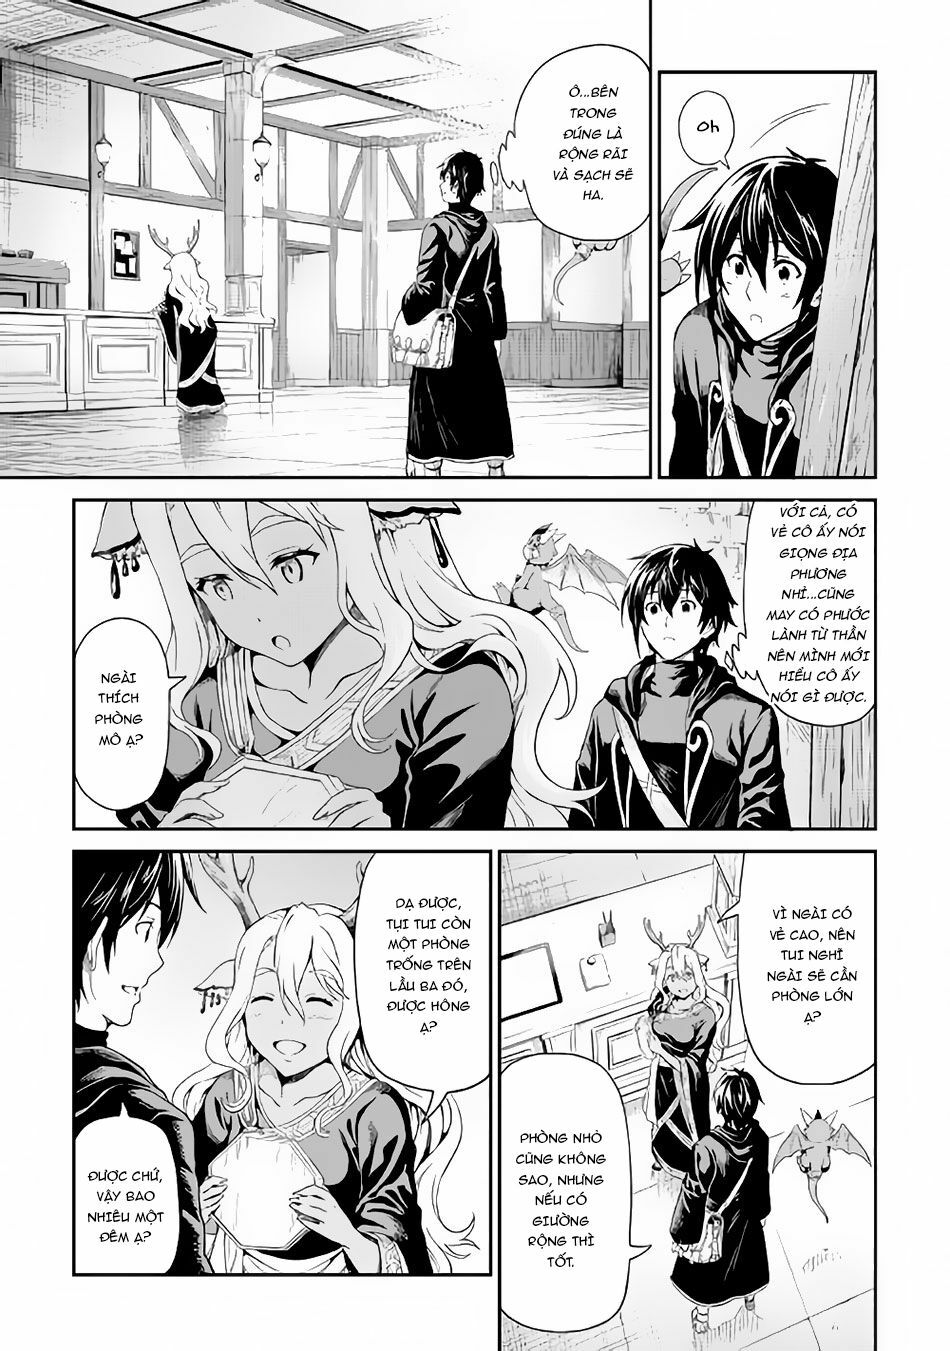 Oh
Ô...BÊN
TRONG
ĐÚNG LÀ
RỘNG RÃI
VÀ SẠCH SẼ
HA.
VỚI CẢ, CÓ
VẺ CÔ ẤY NÓI
GIỌNG ĐỊA
PHƯƠNG
NHỈ...CŨNG
MAY CÓ PHƯỚC
LÀNH TỪ THẦN
NÊN MÌNH MỚI
HIỂU CÔ ẤY
NÓI GÌ ĐƯỢC.
NGÀI
THÍCH
PHÒNG
MÔ Ạ?
VÌ NGÀI CÓ
VẺ CAO, NÊN
TUI NGHĨ
NGÀI SẼ CẦN
PHÒNG LỚN
Ạ?
PHÒNG NHỎ
CŨNG KHÔNG
SAO, NHƯNG
NẾU CÓ
GIƯỜNG
RỘNG THÌ
TỐT.
DẠ ĐƯỢC,
TỤI TUI CÒN
MỘT PHÒNG
TRỐNG TRÊN
LẦU BA ĐÓ,
ĐƯỢC HÔNG
Ạ?
ĐƯỢC CHỨ,
VẬY BAO
NHIÊU MỘT
ĐÊM Ạ?